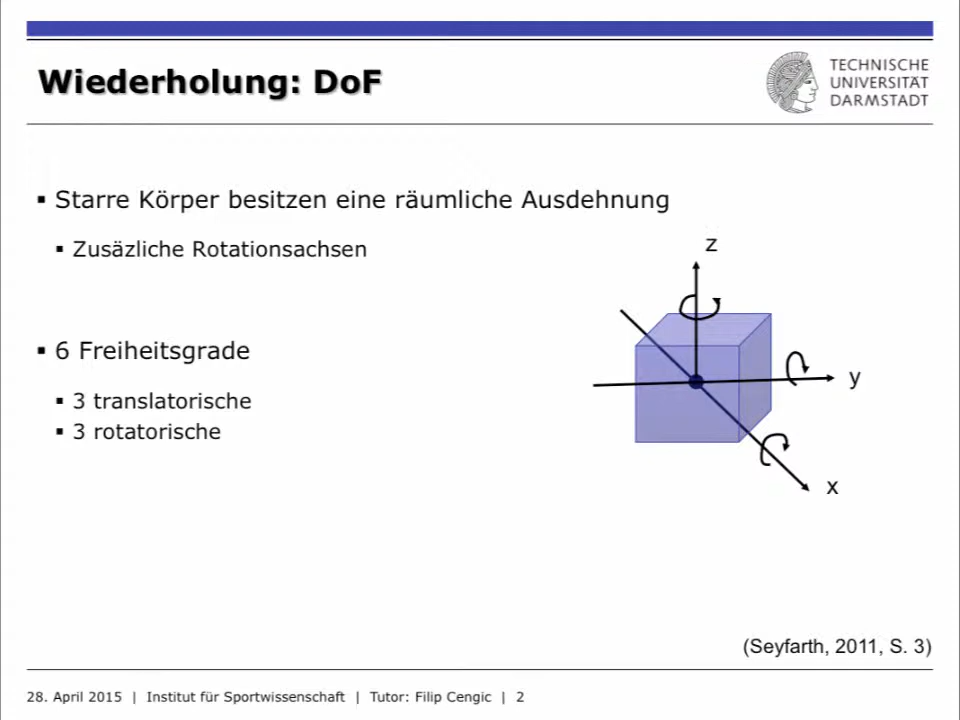 Wiederholung: DoF
TECHNISCHE
UNIVERSITÄT
DARMSTADT
▪ Starre Körper besitzen eine räumliche Ausdehnung
▪ Zusäzliche Rotationsachsen
▪ 6 Freiheitsgrade
▪ 3 translatorische
▪ 3 rotatorische
z
y
x
(Seyfarth, 2011, S. 3)
28. April 2015 | Institut für Sportwissenschaft | Tutor: Filip Cengic | 2